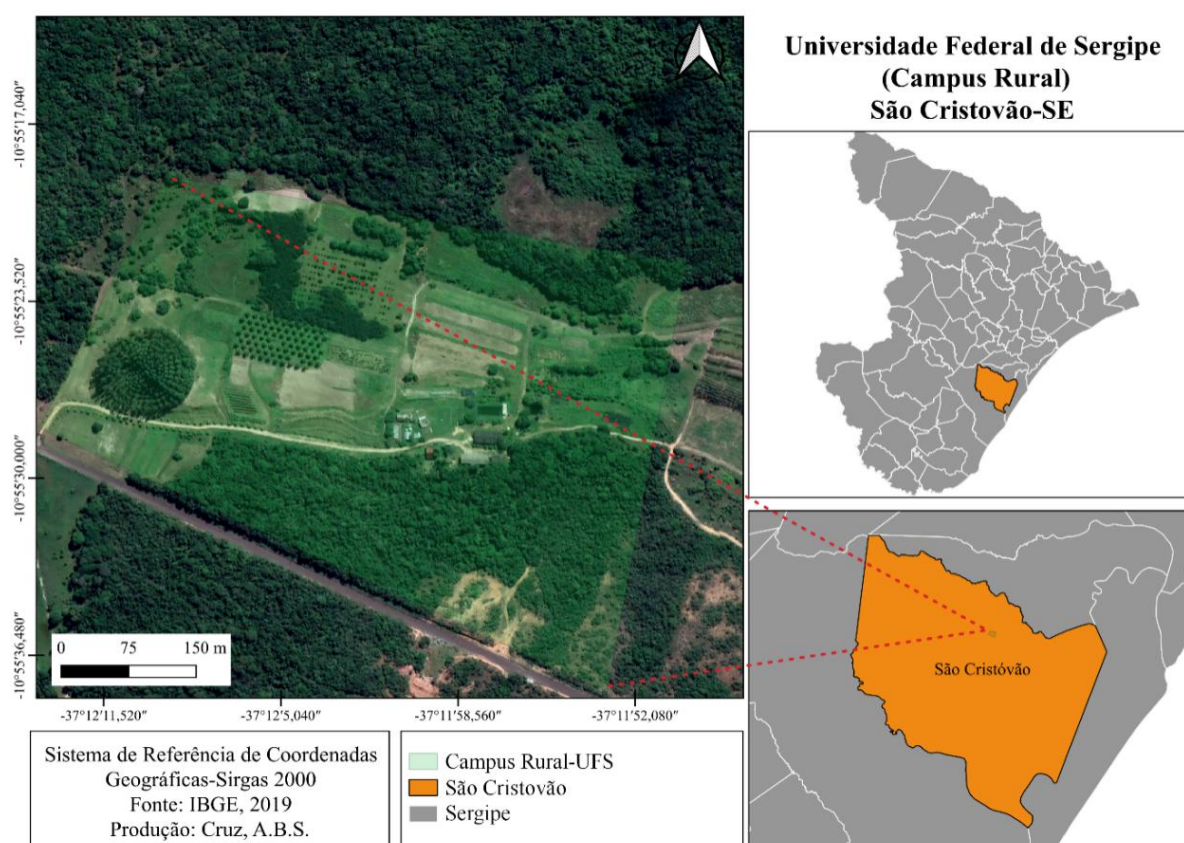 Universidade Federal de Sergipe
(Campus Rural)
São Cristovão-SE
-10°55'17,040"
-10°55'23,520"
-10°55'30,000"
-10°55'36,480"
0 75 150 m
-37°12'11,520"
-37°12'5,040"
-37°11'58,560"
-37°11'52,080"
São Cristóvão
Sistema de Referência de Coordenadas
Geográficas-Sirgas 2000
Fonte: IBGE, 2019
Produção: Cruz, A.B.S.
Campus Rural-UFS
São Cristovão
Sergipe